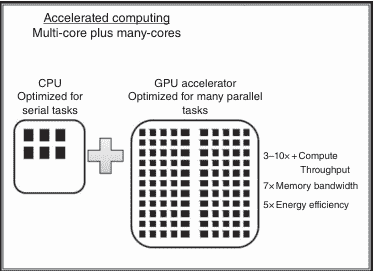 Accelerated computing
Multi-core plus many-cores
CPU
Optimized for
serial tasks
GPU accelerator
Optimized for many parallel
tasks
3–10× + Compute
Throughput
7× Memory bandwidth
5× Energy efficiency